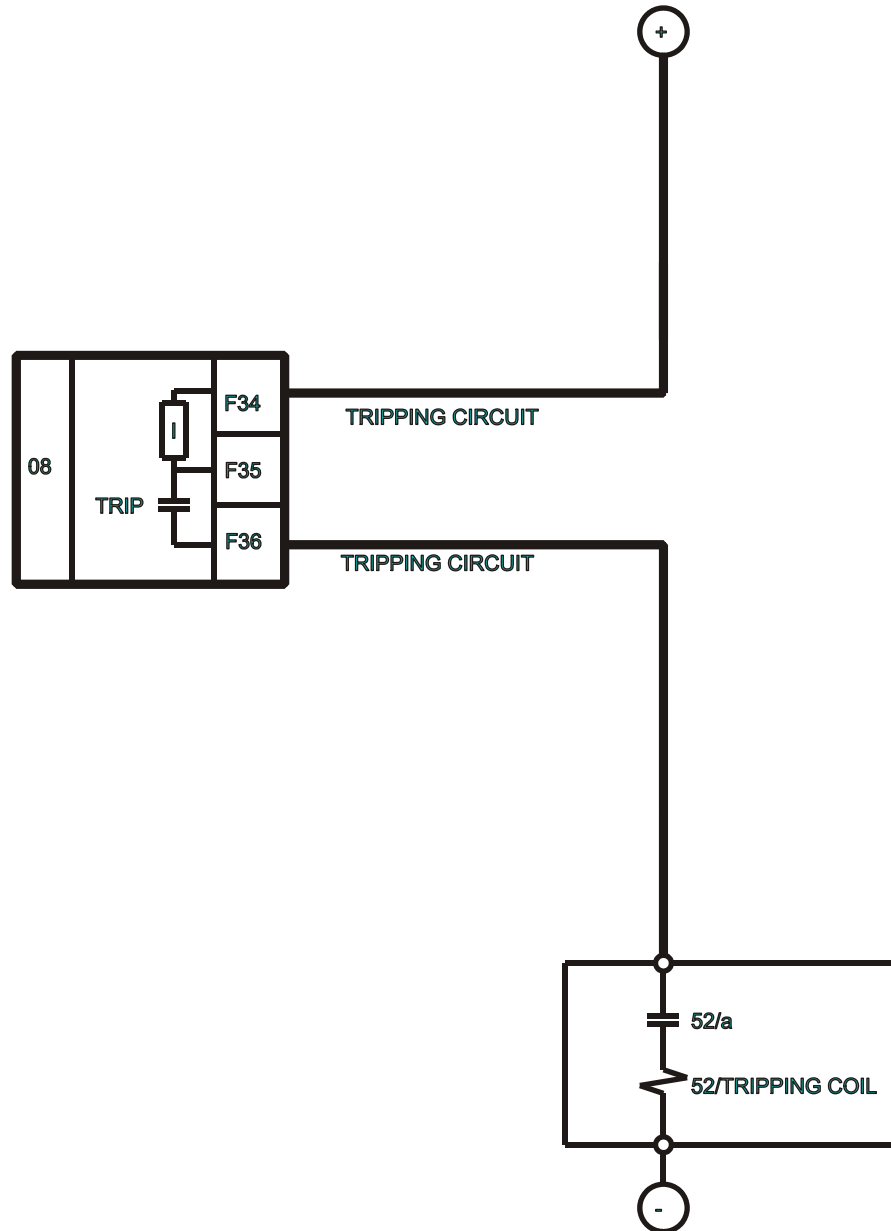 +
F34
TRIPPING CIRCUIT
I
08
F35
TRIP
F36
TRIPPING CIRCUIT
52/a
52/TRIPPING COIL
-